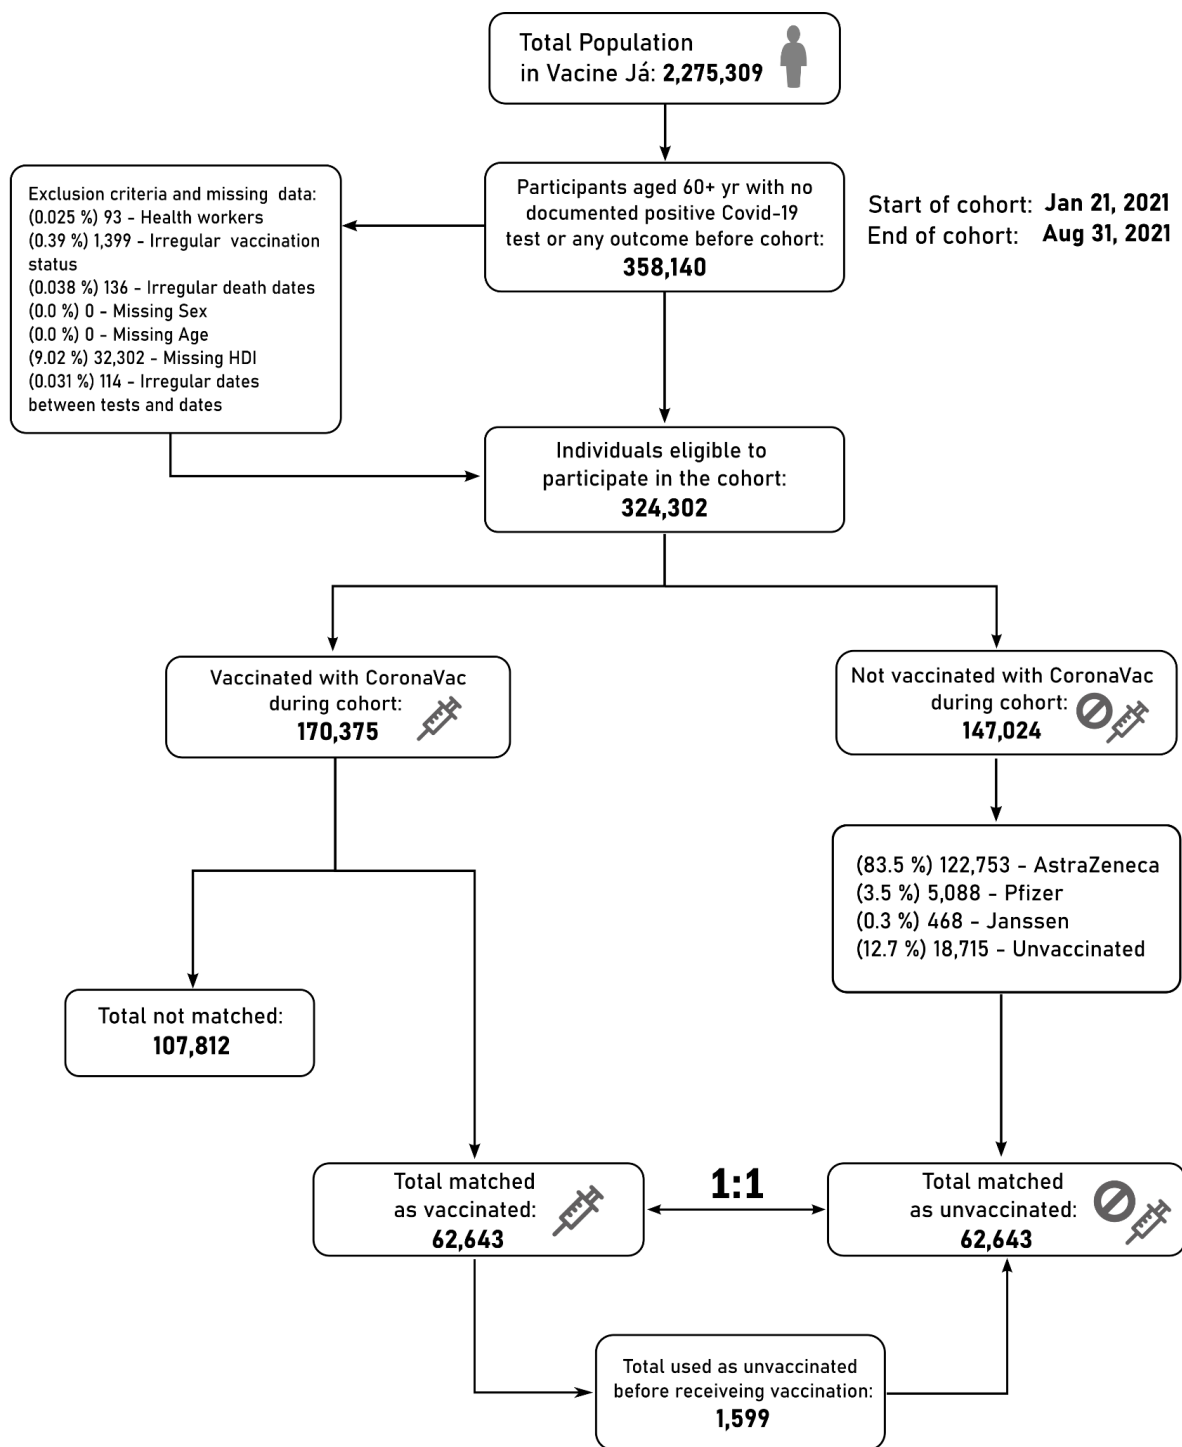 Total Population
in Vacine Já: 2,275,309
Participants aged 60+ yr with no
documented positive Covid-19
test or any outcome before cohort:
358,140
Start of cohort: Jan 21, 2021
End of cohort: Aug 31, 2021
Exclusion criteria and missing data:
(0.025 %) 93 - Health workers
(0.39 %) 1,399 - Irregular vaccination
status
(0.038 %) 136 - Irregular death dates
(0.0 %) 0 - Missing Sex
(0.0 %) 0 - Missing Age
(9.02 %) 32,302 - Missing HDI
(0.031 %) 114 - Irregular dates
between tests and dates
Individuals eligible to
participate in the cohort:
324,302
Vaccinated with CoronaVac
during cohort:
170,375
Not vaccinated with CoronaVac
during cohort:
147,024
(83.5 %) 122,753 - AstraZeneca
(3.5 %) 5,088 - Pfizer
(0.3 %) 468 - Janssen
(12.7 %) 18,715 - Unvaccinated
Total not matched:
107,812
Total matched
as vaccinated:
62,643
1:1
Total matched
as unvaccinated:
62,643
Total used as unvaccinated
before receiveing vaccination:
1,599